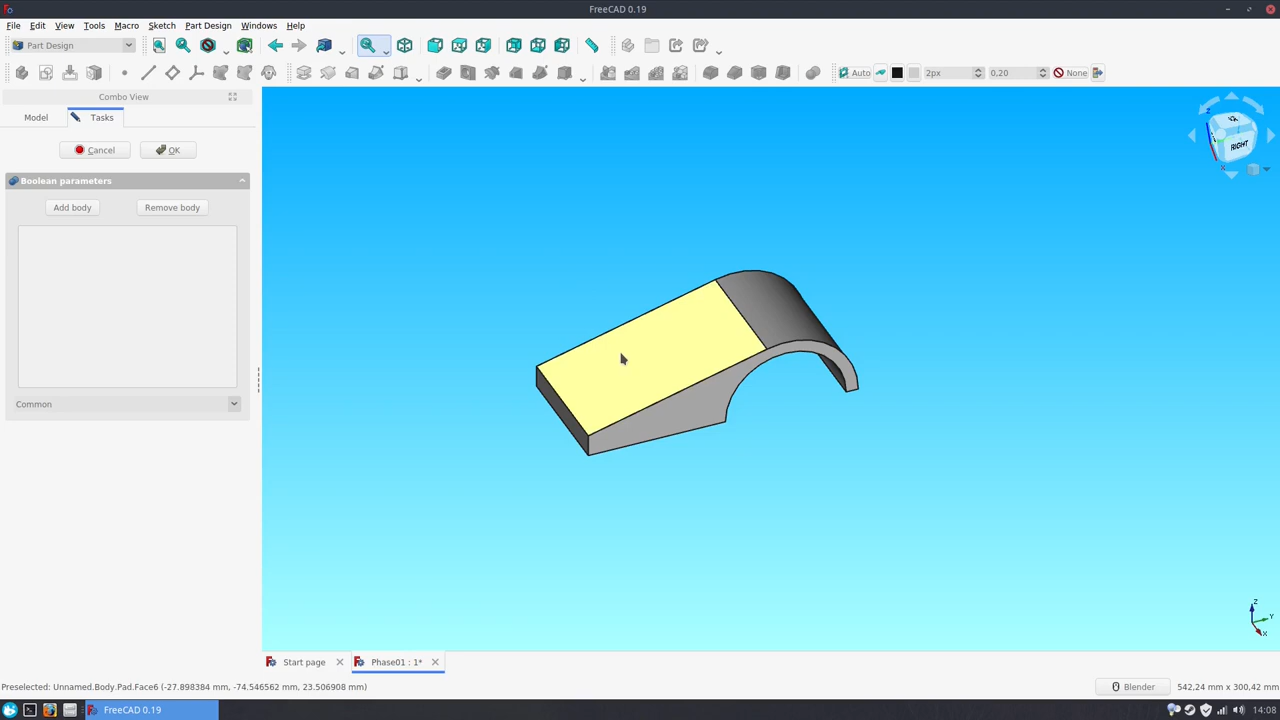 FreeCAD 0.19
File Edit View Tools Macro Sketch Part Design Windows Help
Part Design
Auto 2px 0,20 None
Combo View
Model Tasks
Cancel OK
Boolean parameters
Add body Remove body
Common
RIGHT
Z
X
Z
Y
X
Start page Phase01 : 1*
Preselected: Unnamed.Body.Pad.Face6 (-27.898384 mm, -74.546562 mm, 23.506908 mm) Blender 542,24 mm x 300,42 mm
FreeCAD 0.19 14:08